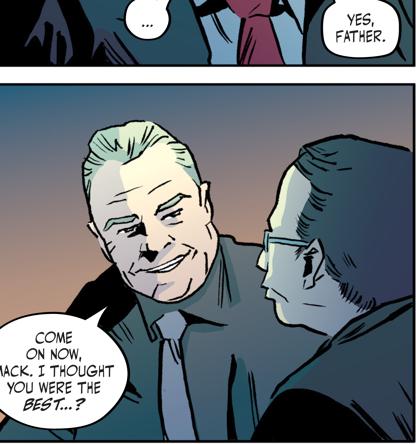 ...
YES,
FATHER.
COME
ON NOW,
MACK. I THOUGHT
YOU WERE THE
BEST...?